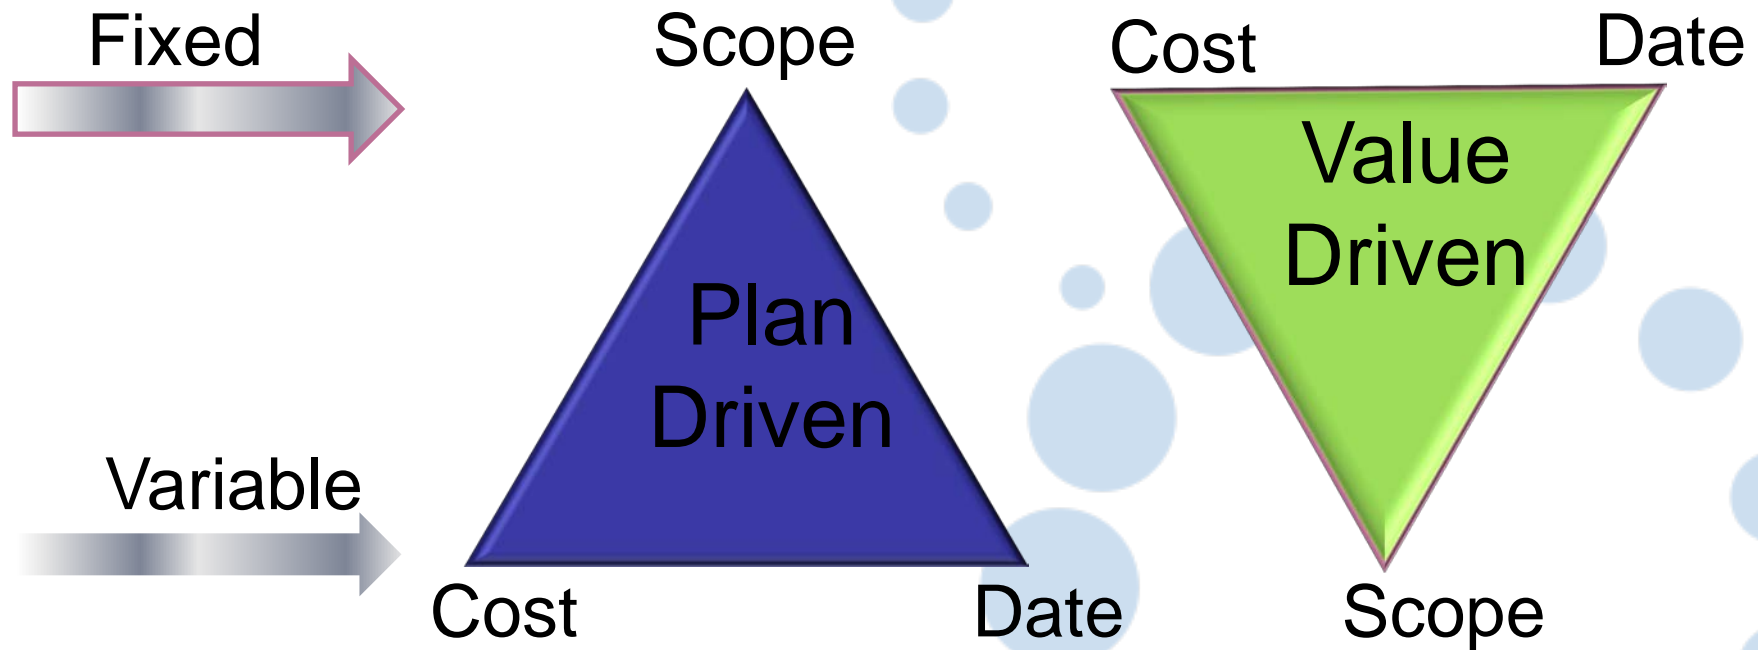 Fixed
Scope
Cost
Date
Value
Driven
Plan
Driven
Variable
Cost
Date
Scope